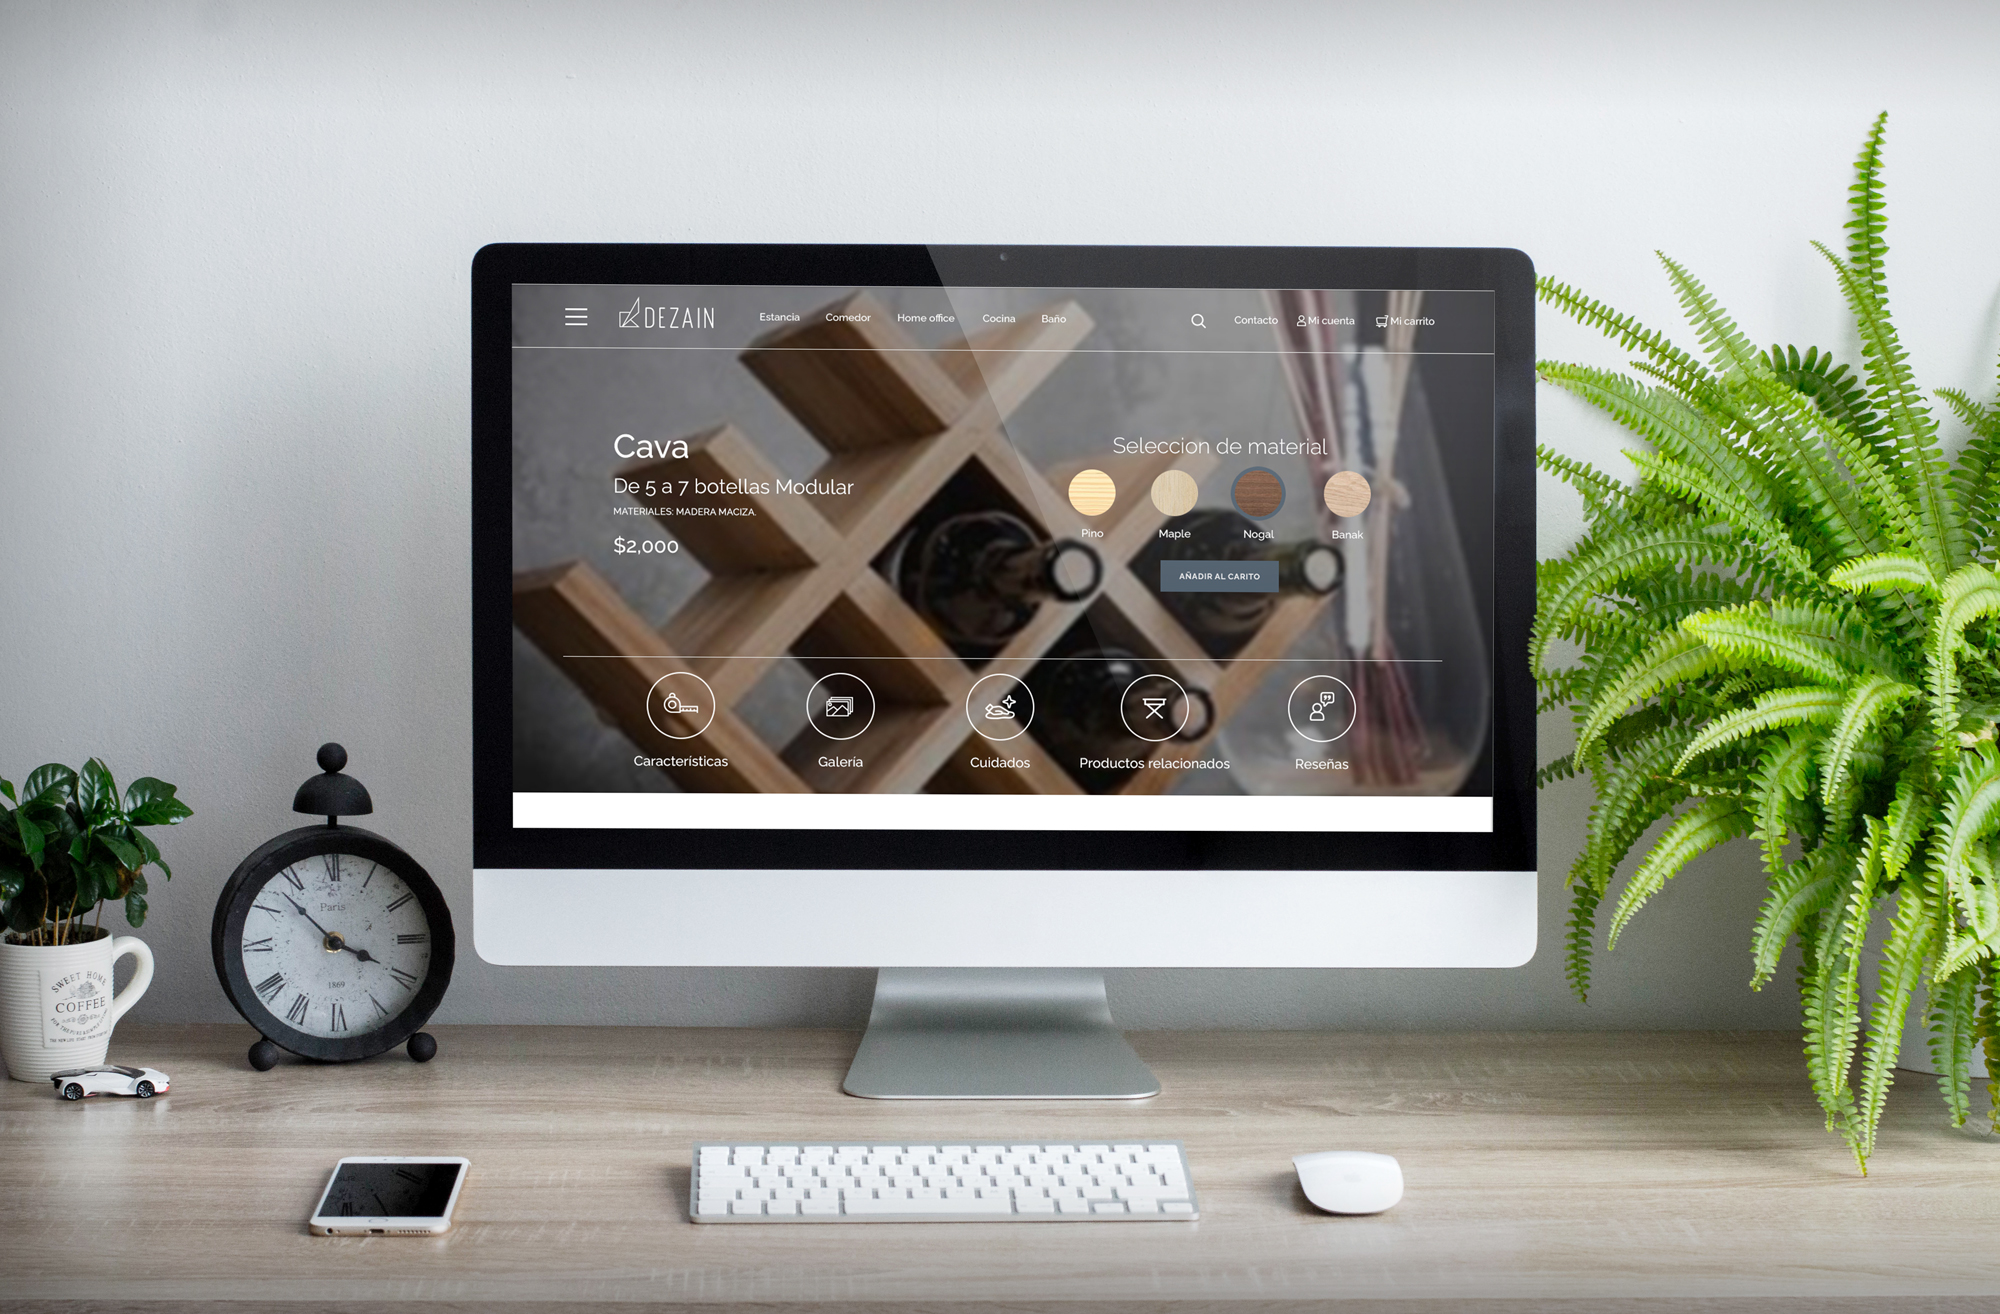 DEZAIN
Estancia
Comedor
Home office
Cocina
Baño
Contacto
Mi cuenta
Mi carrito
Cava
De 5 a 7 botellas Modular
MATERIALES: MADERA MACIZA.
$2,000
Seleccion de material
Pino
Maple
Nogal
Banak
AÑADIR AL CARITO
Características
Galería
Cuidados
Productos relacionados
Reseñas
Paris
1869
SWEET HOME
COFFEE